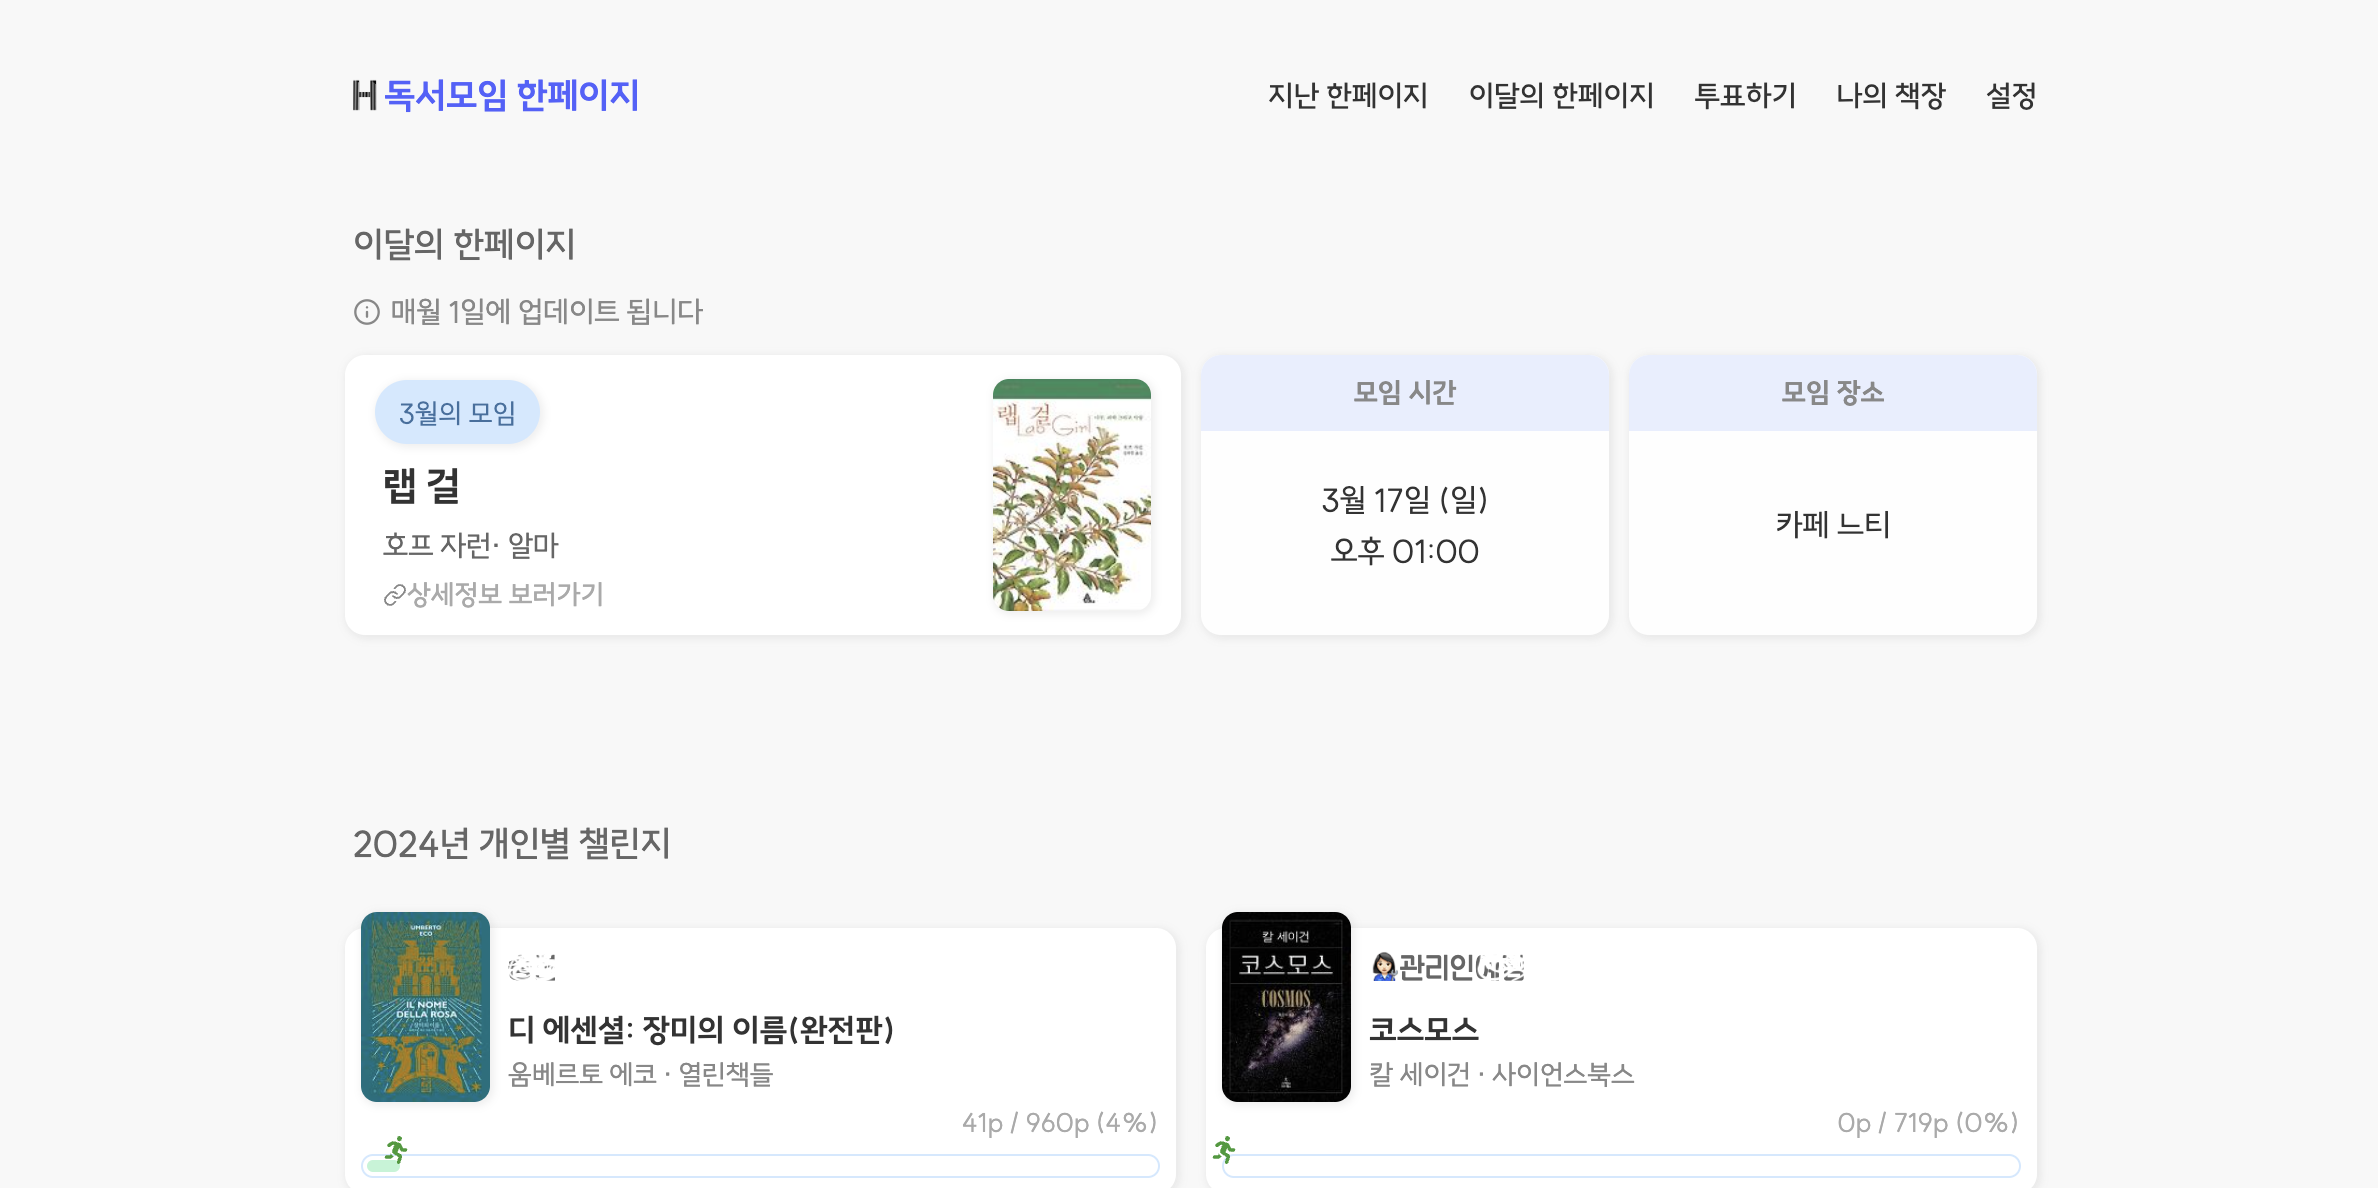 H 독서모임 한페이지
지난 한페이지 이달의 한페이지 투표하기 나의 책장 설정
이달의 한페이지
매월 1일에 업데이트 됩니다
3월의 모임
랩 걸
호프 자런· 알마
상세정보 보러가기
랩 걸
Lab Girl
모임 시간
3월 17일 (일)
오후 01:00
모임 장소
카페 느티
2024년 개인별 챌린지
UMBERTO
ECO
IL NOME
DELLA ROSA
디 에센셜: 장미의 이름(완전판)
움베르토 에코 · 열린책들
41p / 960p (4%)
칼 세이건
코스모스
COSMOS
관리인
코스모스
칼 세이건 · 사이언스북스
0p / 719p (0%)